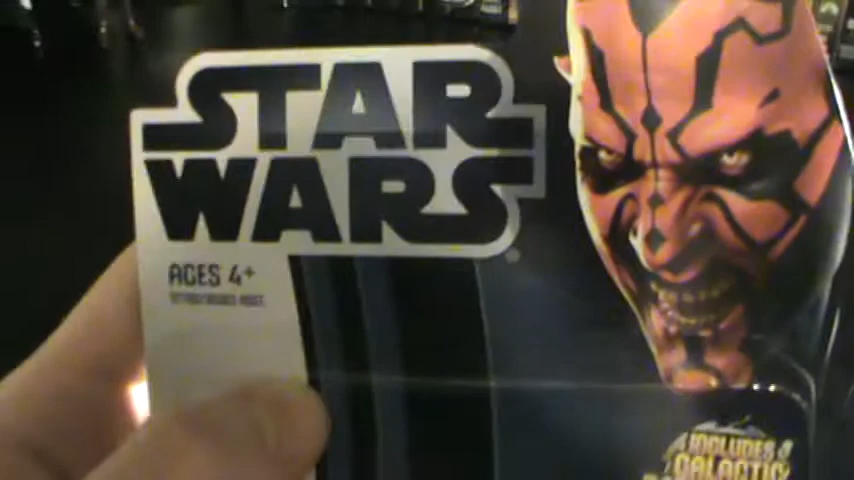 STAR
WARS
AGES 4+
INCLUDES
GALACTIC